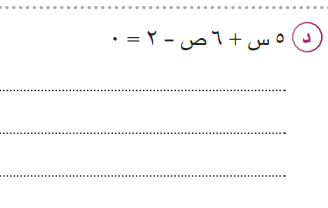 د ٥ س + ٦ ص − ٢ = ٠